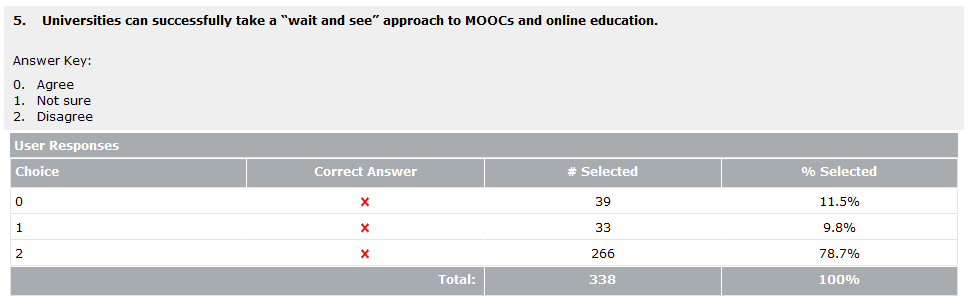 5. Universities can successfully take a “wait and see” approach to MOOCs and online education.
Answer Key:
0. Agree
1. Not sure
2. Disagree
User Responses
Choice Correct Answer # Selected % Selected
0 39 11.5%
1 33 9.8%
2 266 78.7%
Total: 338 100%